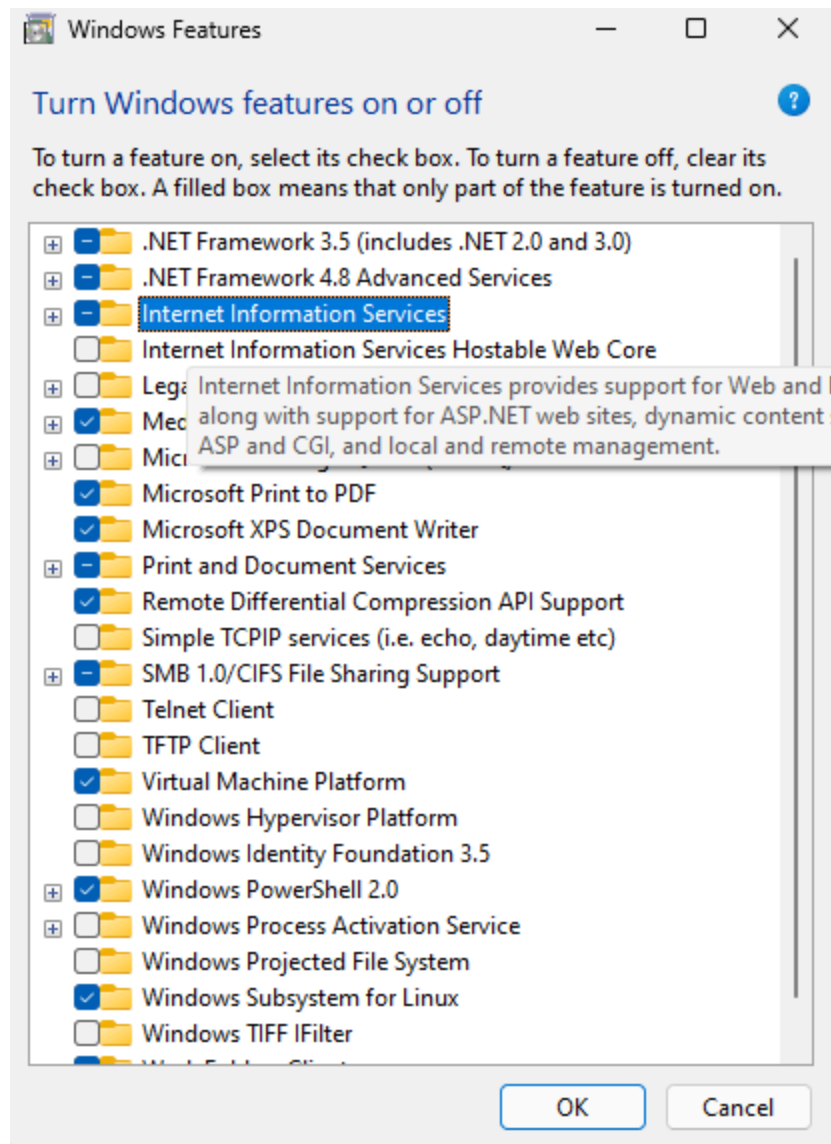 Windows Features
Turn Windows features on or off
To turn a feature on, select its check box. To turn a feature off, clear its
check box. A filled box means that only part of the feature is turned on.
.NET Framework 3.5 (includes .NET 2.0 and 3.0)
.NET Framework 4.8 Advanced Services
Internet Information Services
Internet Information Services Hostable Web Core
Internet Information Services provides support for Web and
along with support for ASP.NET web sites, dynamic content
ASP and CGI, and local and remote management.
Microsoft Print to PDF
Microsoft XPS Document Writer
Print and Document Services
Remote Differential Compression API Support
Simple TCPIP services (i.e. echo, daytime etc)
SMB 1.0/CIFS File Sharing Support
Telnet Client
TFTP Client
Virtual Machine Platform
Windows Hypervisor Platform
Windows Identity Foundation 3.5
Windows PowerShell 2.0
Windows Process Activation Service
Windows Projected File System
Windows Subsystem for Linux
Windows TIFF IFilter
OK
Cancel